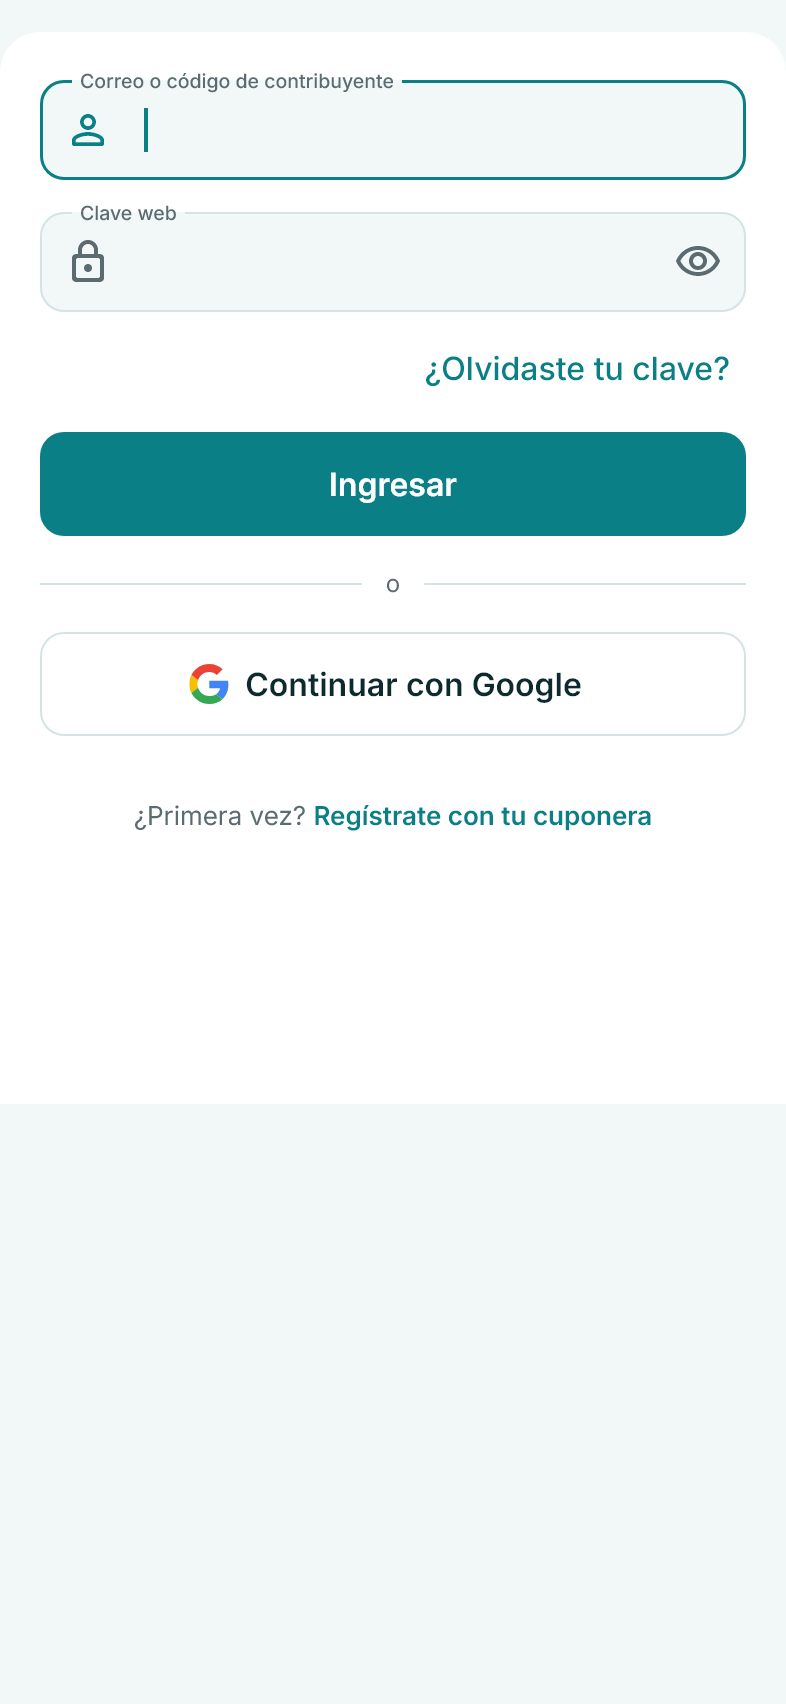 Correo o código de contribuyente
Clave web
¿Olvidaste tu clave?
Ingresar
o
Continuar con Google
¿Primera vez? Regístrate con tu cuponera